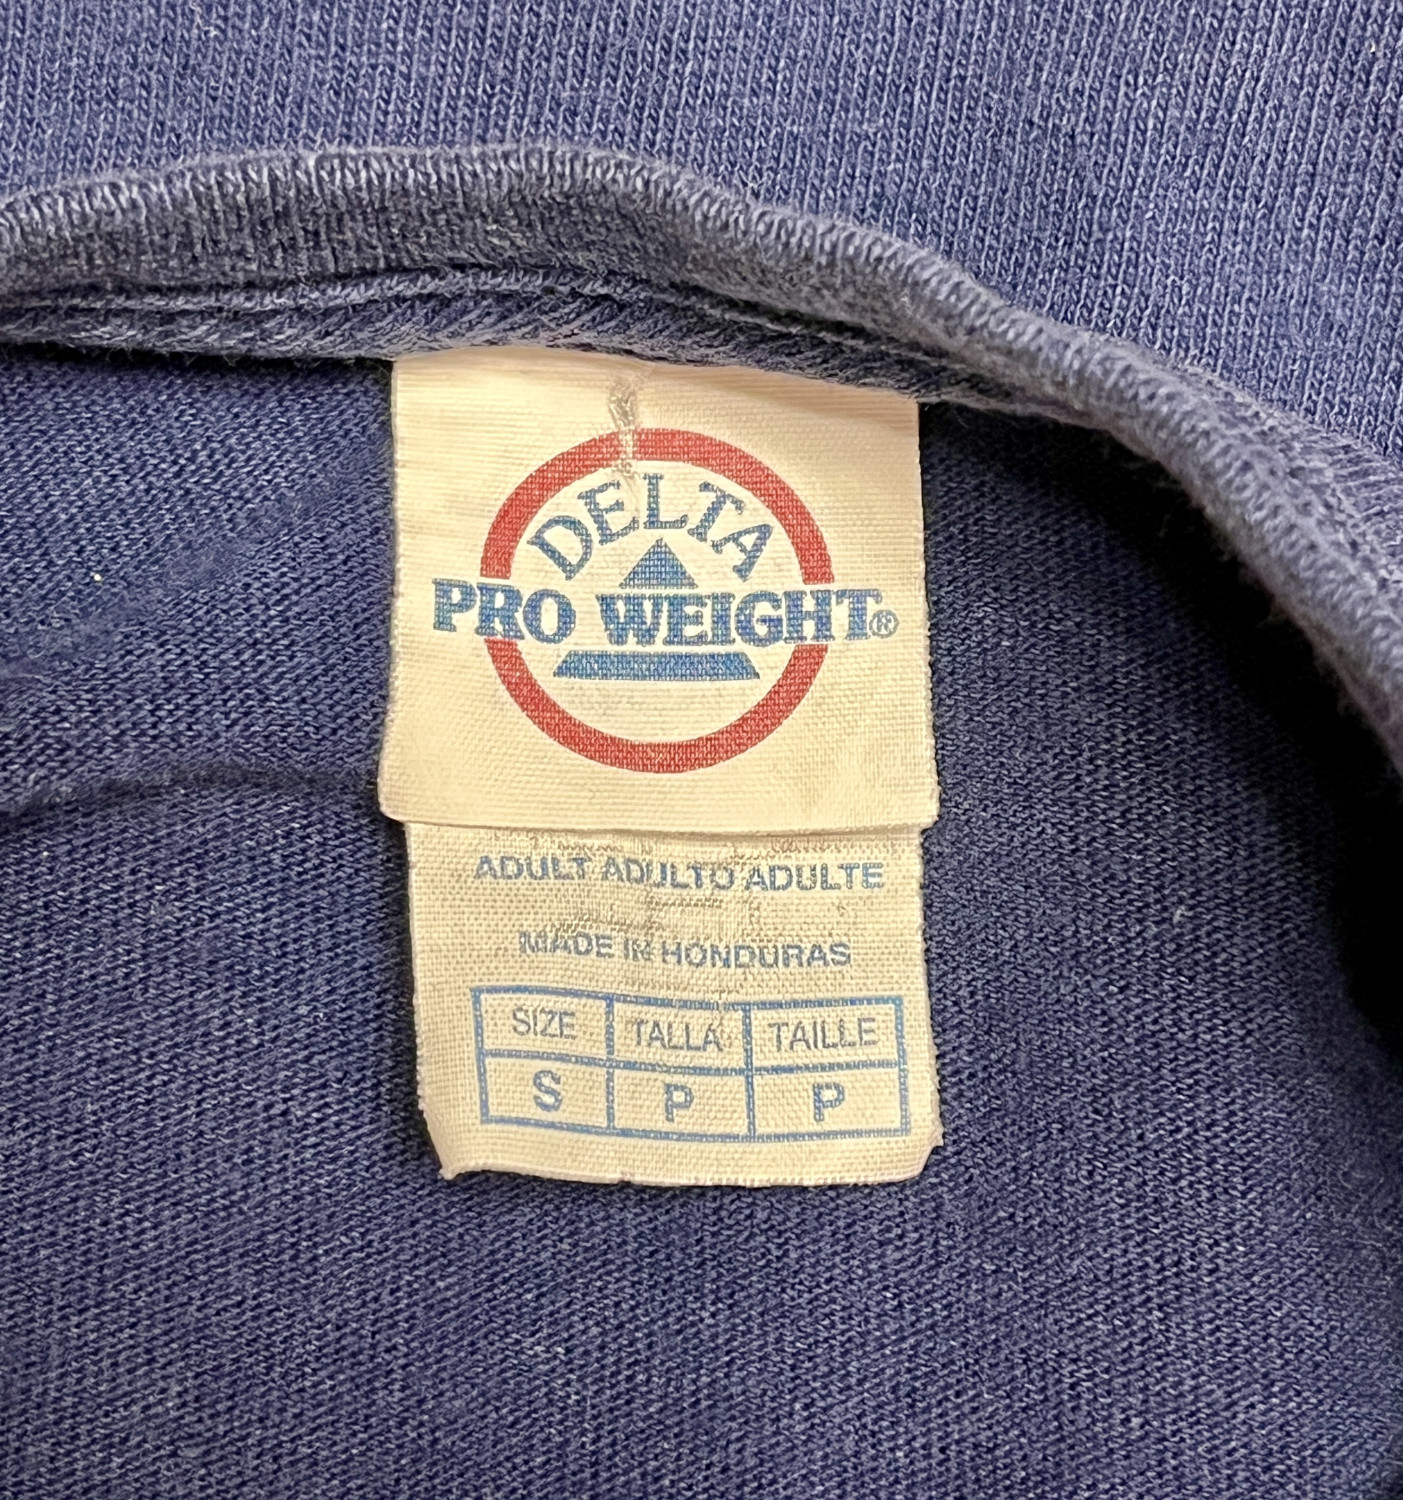 DELTA
PRO WEIGHT®
ADULT ADULTO ADULTE
MADE IN HONDURAS
SIZE TALLA TAILLE
S P P